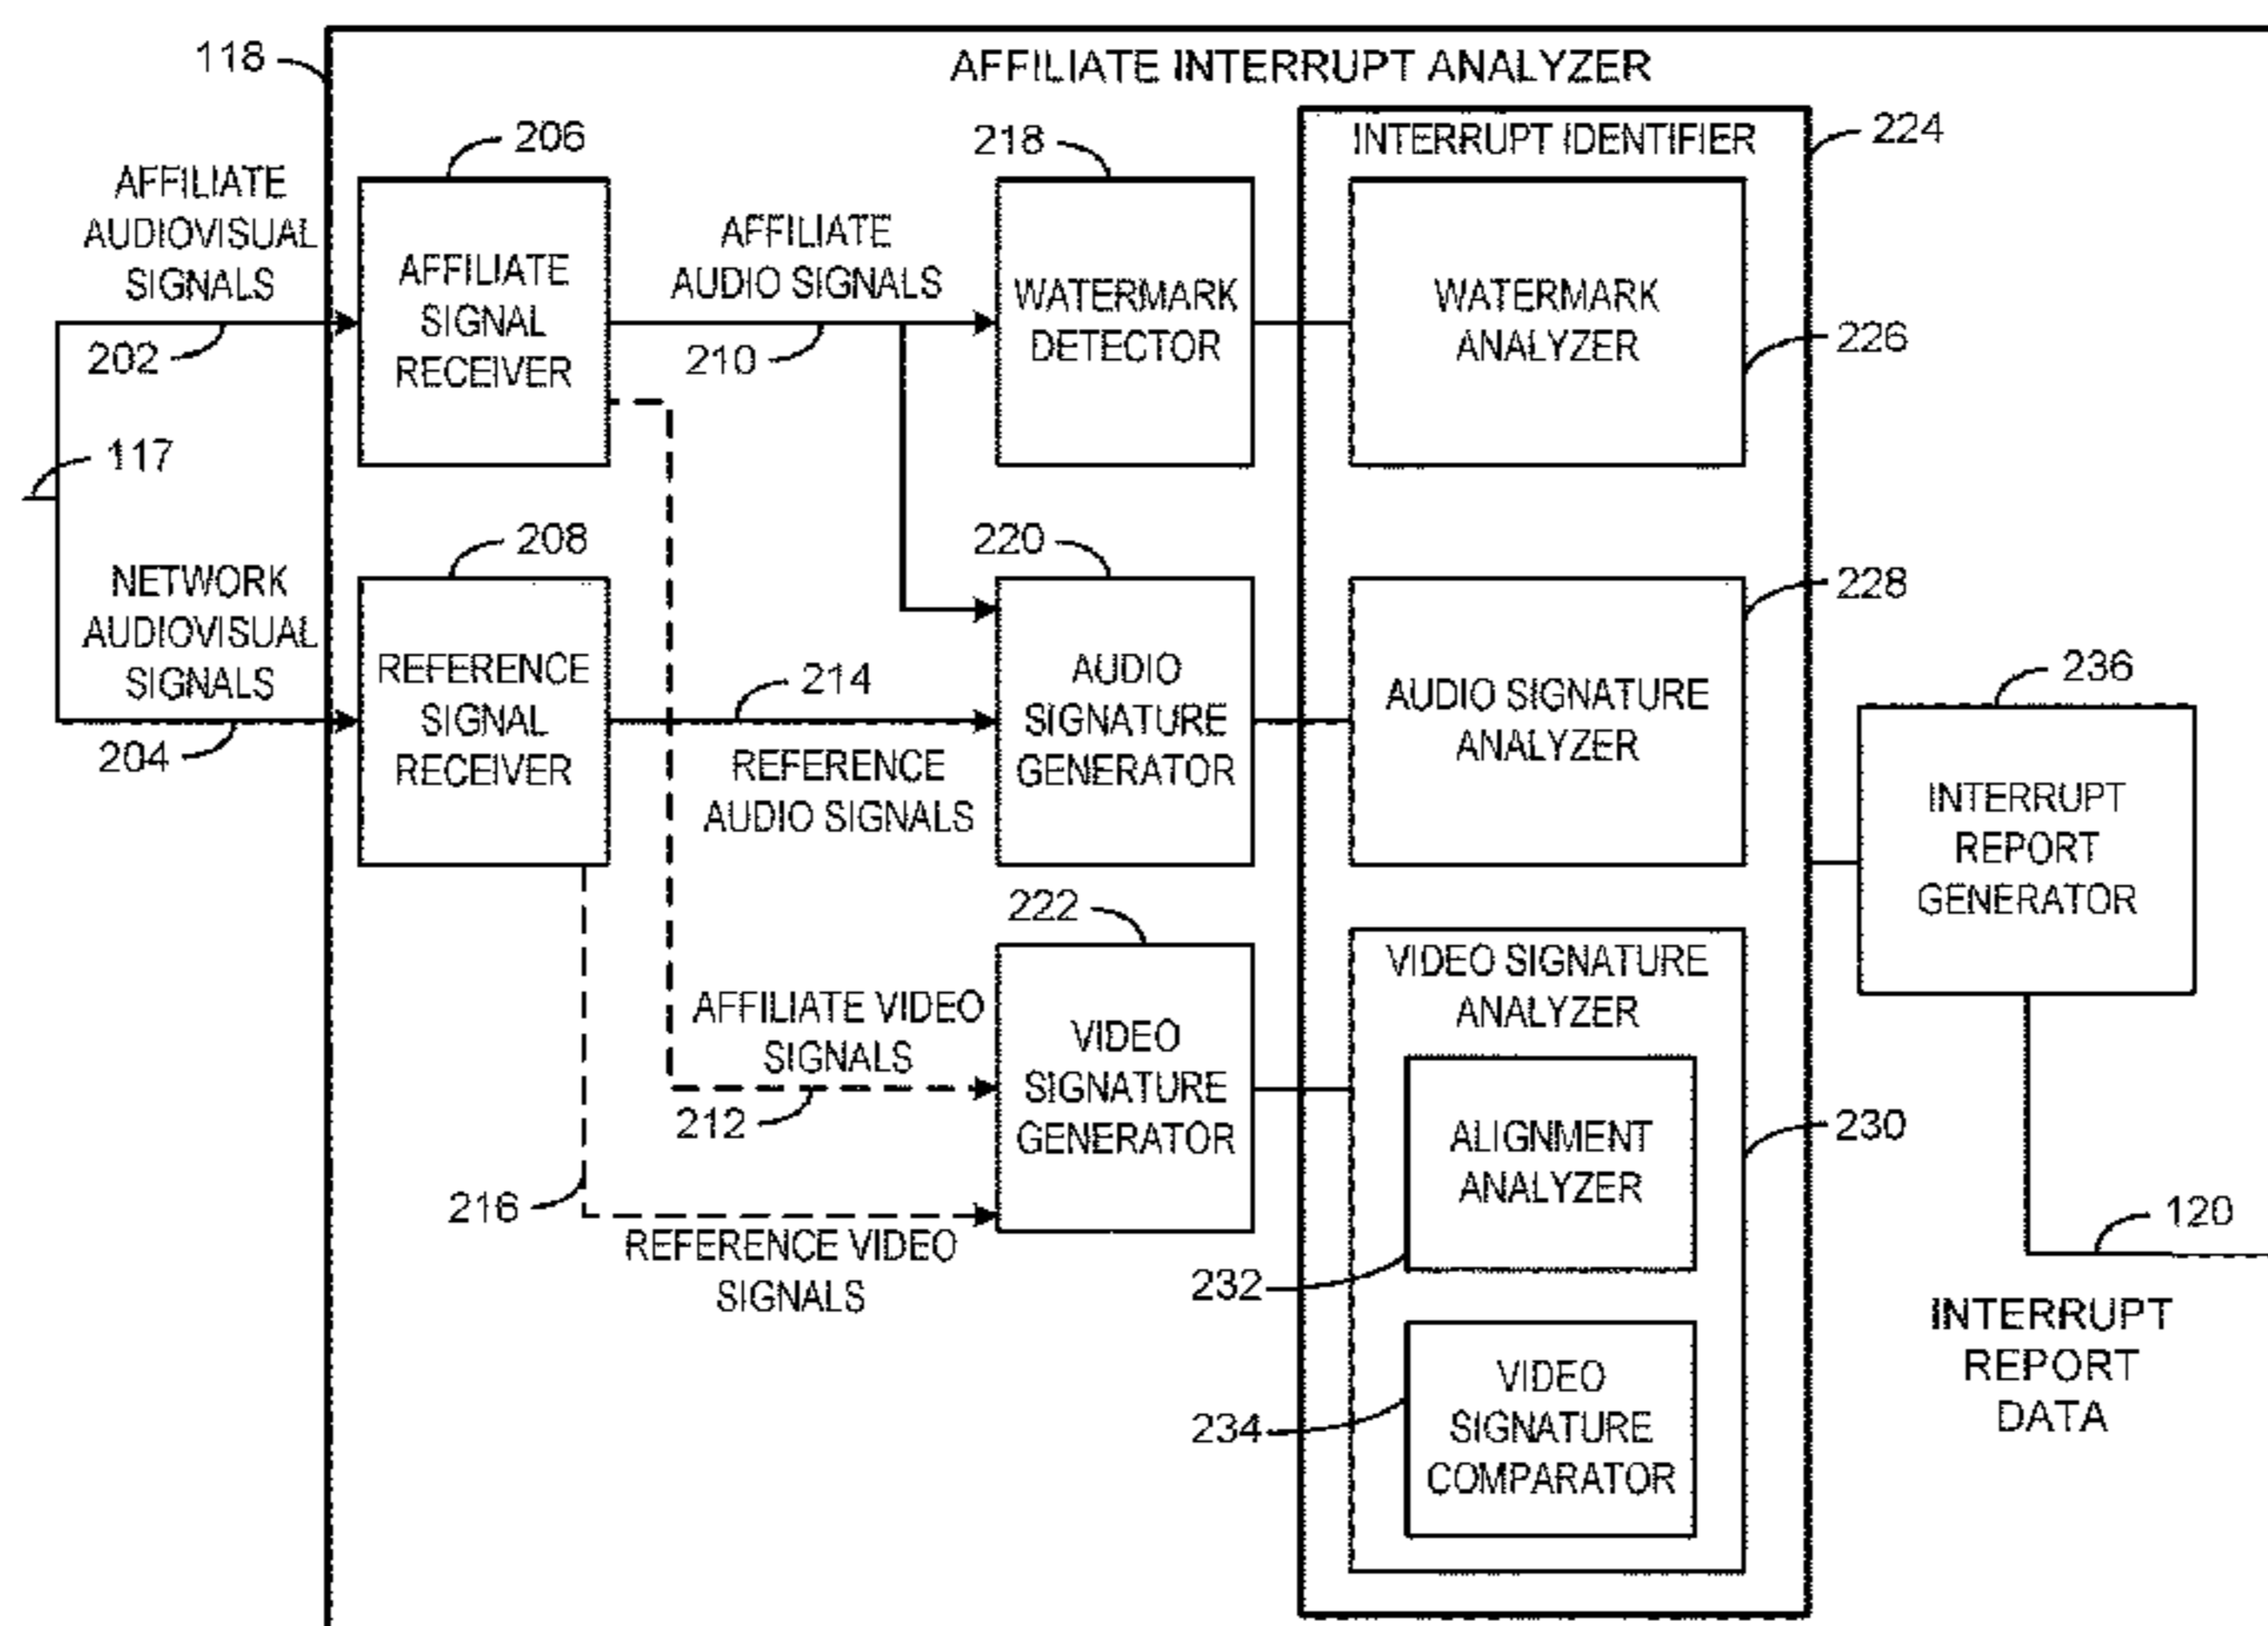 118
AFFILIATE INTERRUPT ANALYZER
206
218
INTERRUPT IDENTIFIER
224
AFFILIATE
AUDIOVISUAL
SIGNALS
202
AFFILIATE
SIGNAL
RECEIVER
AFFILIATE
AUDIO SIGNALS
210
WATERMARK
DETECTOR
WATERMARK
ANALYZER
226
117
208
220
228
NETWORK
AUDIOVISUAL
SIGNALS
204
REFERENCE
SIGNAL
RECEIVER
214
REFERENCE
AUDIO SIGNALS
AUDIO
SIGNATURE
GENERATOR
AUDIO SIGNATURE
ANALYZER
236
INTERRUPT
REPORT
GENERATOR
222
AFFILIATE VIDEO
SIGNALS
212
VIDEO
SIGNATURE
GENERATOR
VIDEO SIGNATURE
ANALYZER
ALIGNMENT
ANALYZER
230
216
REFERENCE VIDEO
SIGNALS
232
120
234
VIDEO
SIGNATURE
COMPARATOR
INTERRUPT
REPORT
DATA